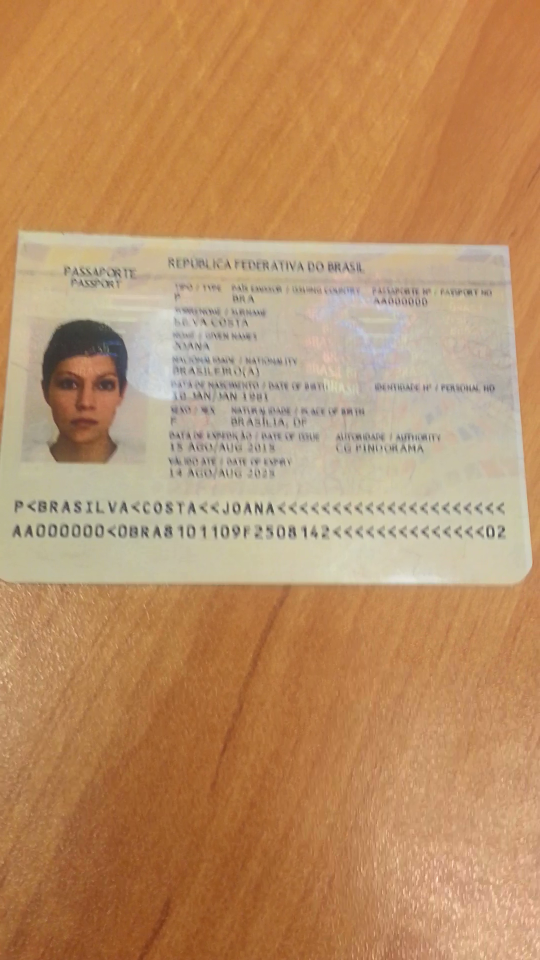 PASSAPORTE
PASSPORT
REPÚBLICA FEDERATIVA DO BRASIL
TIPO / TYPE PAÍS EMISSOR / ISSUING COUNTRY PASSAPORTE Nº / PASSPORT NO
P BRA AA000000
SOBRENOME / SURNAME
SILVA COSTA
NOME / GIVEN NAMES
JOANA
NACIONALIDADE / NATIONALITY
BRASILEIRO(A)
DATA DE NASCIMENTO / DATE OF BIRTH IDENTIDADE Nº / PERSONAL NO
10 JAN/JAN 1981
SEXO / SEX NATURALIDADE / PLACE OF BIRTH
F BRASÍLIA, DF
DATA DE EXPEDIÇÃO / DATE OF ISSUE AUTORIDADE / AUTHORITY
15 AGO/AUG 2015 CG PINDORAMA
VÁLIDO ATÉ / DATE OF EXPIRY
14 AGO/AUG 2025
P<BRASILVA<COSTA<<JOANA<<<<<<<<<<<<<<<<<<<<<
AA000000<0BRA8101109F2508142<<<<<<<<<<<<<<02